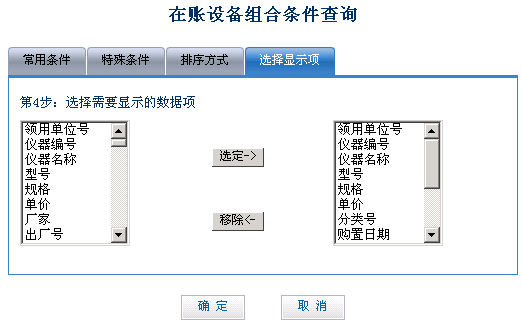 在账设备组合条件查询
常用条件 特殊条件 排序方式 选择显示项
第4步：选择需要显示的数据项
领用单位号
仪器编号
仪器名称
型号
规格
单价
厂家
出厂号
选定->
移除<-
领用单位号
仪器编号
仪器名称
型号
规格
单价
分类号
购置日期
确 定 取 消